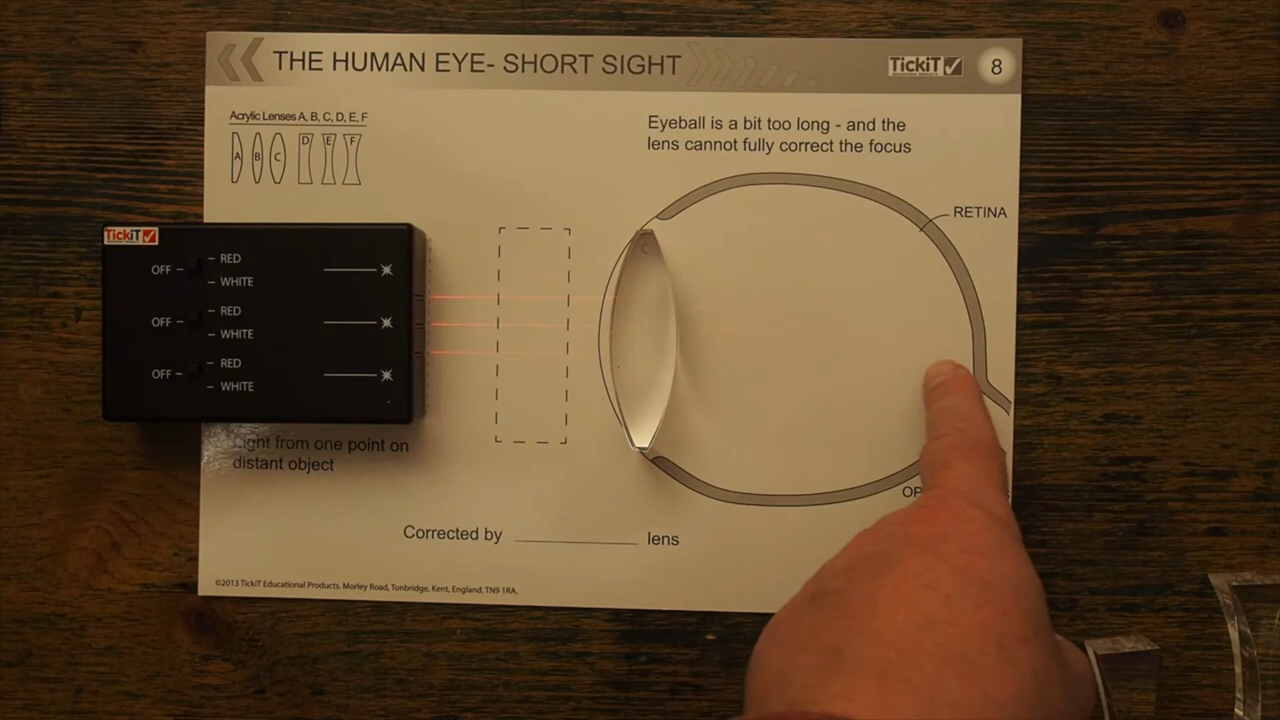 THE HUMAN EYE- SHORT SIGHT
TickiT
8
Acrylic Lenses A, B, C, D, E, F
A B C D E F
Eyeball is a bit too long - and the
lens cannot fully correct the focus
RETINA
C
TickiT
OFF
RED
WHITE
OFF
RED
WHITE
OFF
RED
WHITE
Light from one point on
distant object
OP
Corrected by ____________ lens
©2013 TickiT Educational Products. Morley Road, Tonbridge, Kent, England. TN9 1RA.